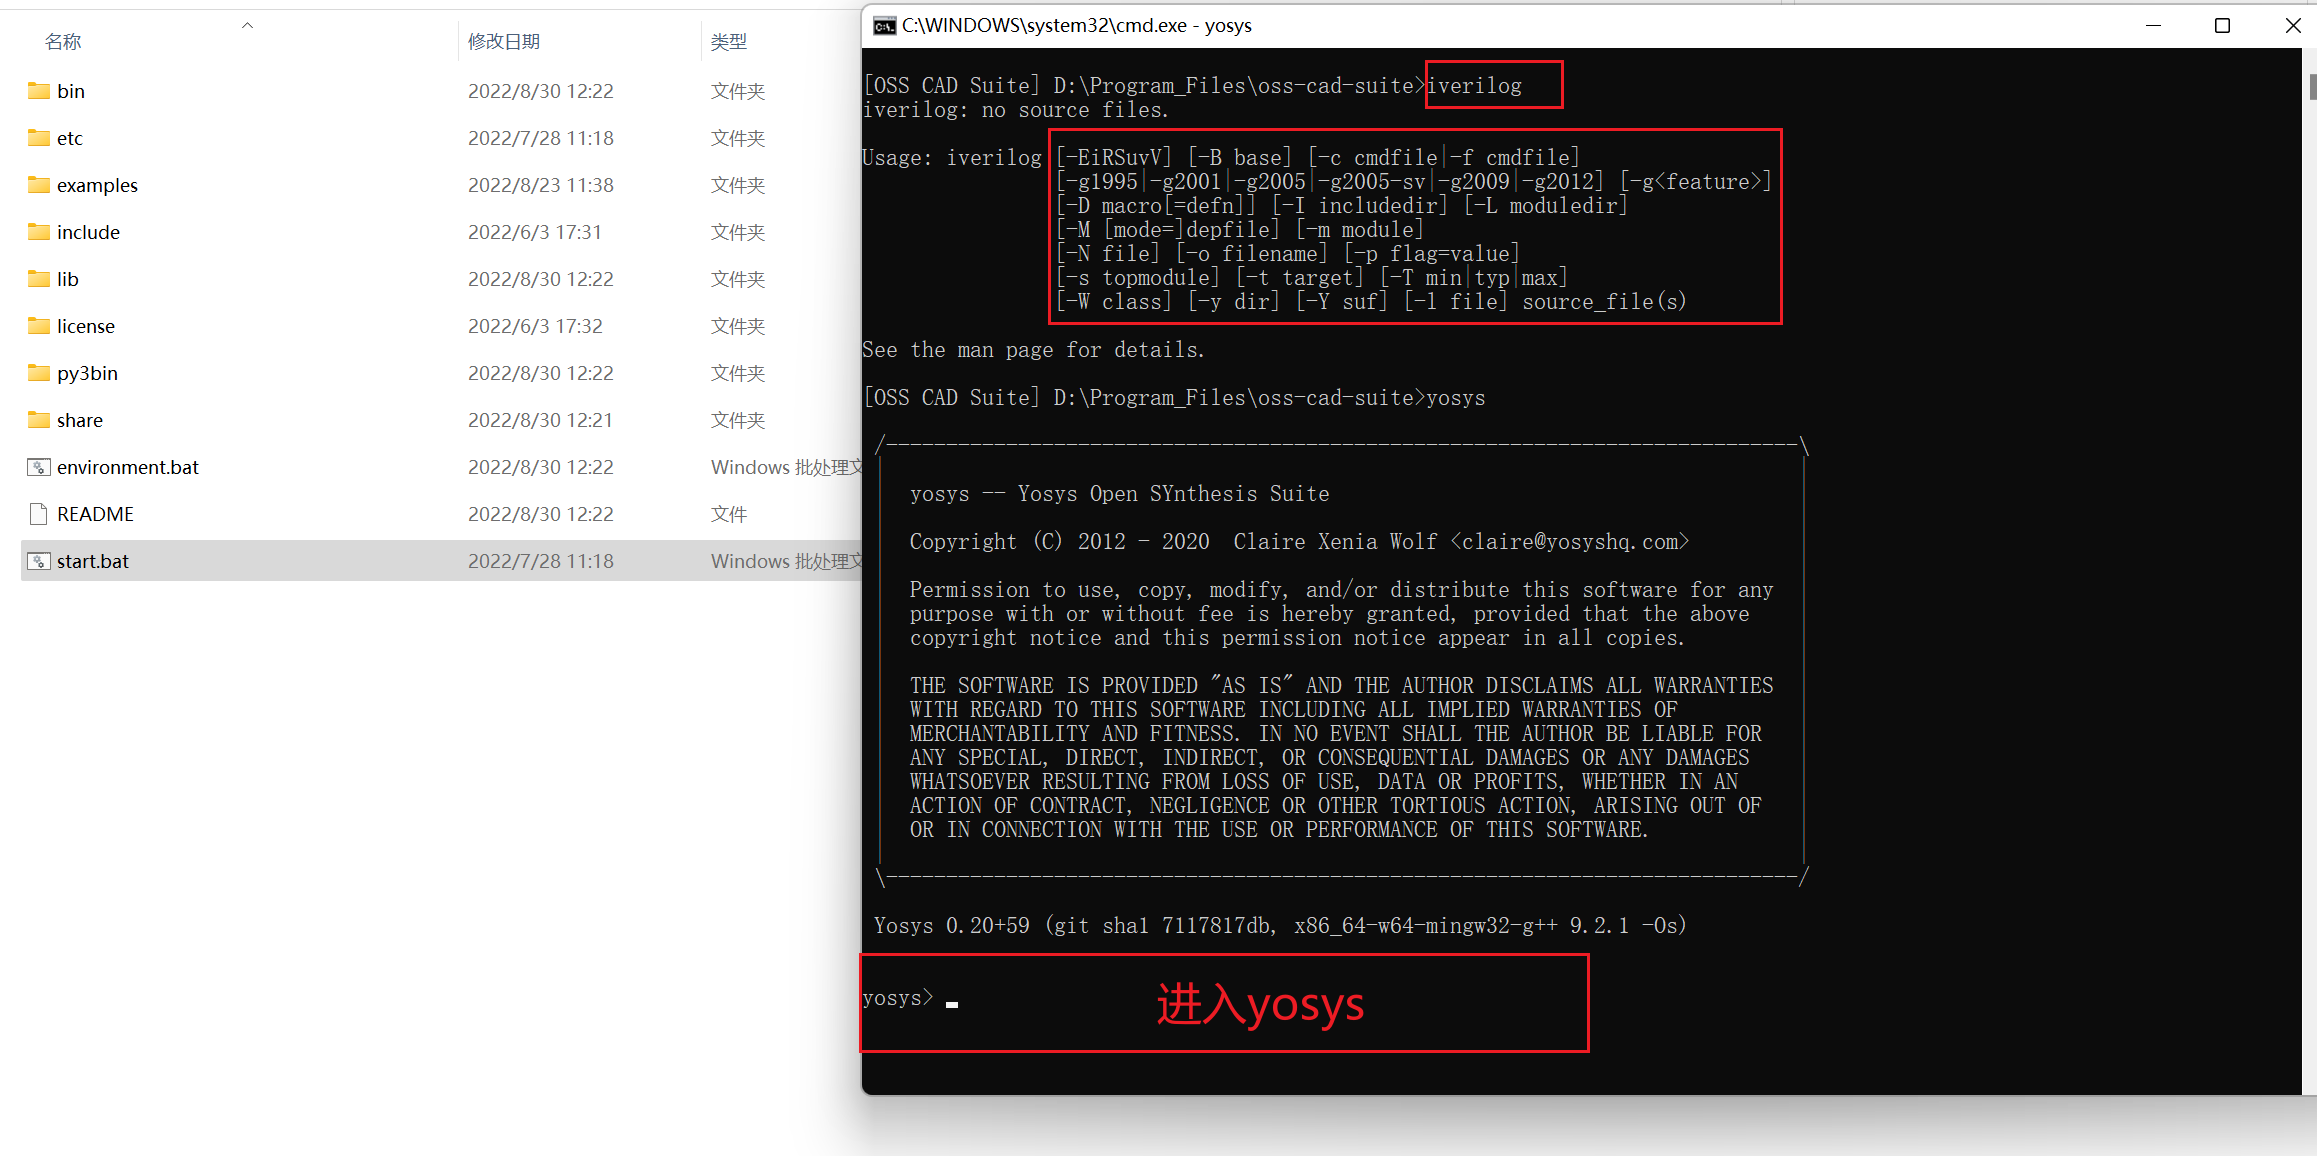 名称 修改日期 类型
bin 2022/8/30 12:22 文件夹
etc 2022/7/28 11:18 文件夹
examples 2022/8/23 11:38 文件夹
include 2022/6/3 17:31 文件夹
lib 2022/8/30 12:22 文件夹
license 2022/6/3 17:32 文件夹
py3bin 2022/8/30 12:22 文件夹
share 2022/8/30 12:21 文件夹
environment.bat 2022/8/30 12:22 Windows 批处理文
README 2022/8/30 12:22 文件
start.bat 2022/7/28 11:18 Windows 批处理文
C:\WINDOWS\system32\cmd.exe - yosys
[OSS CAD Suite] D:\Program_Files\oss-cad-suite>iverilog
iverilog: no source files.
Usage: iverilog [-EiRSuvV] [-B base] [-c cmdfile|-f cmdfile]
[-g1995|-g2001|-g2005|-g2005-sv|-g2009|-g2012] [-g<feature>]
[-D macro[=defn]] [-I includedir] [-L moduledir]
[-M [mode=]depfile] [-m module]
[-N file] [-o filename] [-p flag=value]
[-s topmodule] [-t target] [-T min|typ|max]
[-W class] [-y dir] [-Y suf] [-l file] source_file(s)
See the man page for details.
[OSS CAD Suite] D:\Program_Files\oss-cad-suite>yosys
yosys -- Yosys Open SYnthesis Suite
Copyright (C) 2012 - 2020 Claire Xenia Wolf <claire@yosyshq.com>
Permission to use, copy, modify, and/or distribute this software for any
purpose with or without fee is hereby granted, provided that the above
copyright notice and this permission notice appear in all copies.
THE SOFTWARE IS PROVIDED "AS IS" AND THE AUTHOR DISCLAIMS ALL WARRANTIES
WITH REGARD TO THIS SOFTWARE INCLUDING ALL IMPLIED WARRANTIES OF
MERCHANTABILITY AND FITNESS. IN NO EVENT SHALL THE AUTHOR BE LIABLE FOR
ANY SPECIAL, DIRECT, INDIRECT, OR CONSEQUENTIAL DAMAGES OR ANY DAMAGES
WHATSOEVER RESULTING FROM LOSS OF USE, DATA OR PROFITS, WHETHER IN AN
ACTION OF CONTRACT, NEGLIGENCE OR OTHER TORTIOUS ACTION, ARISING OUT OF
OR IN CONNECTION WITH THE USE OR PERFORMANCE OF THIS SOFTWARE.
Yosys 0.20+59 (git sha1 7117817db, x86_64-w64-mingw32-g++ 9.2.1 -Os)
yosys> 进入yosys